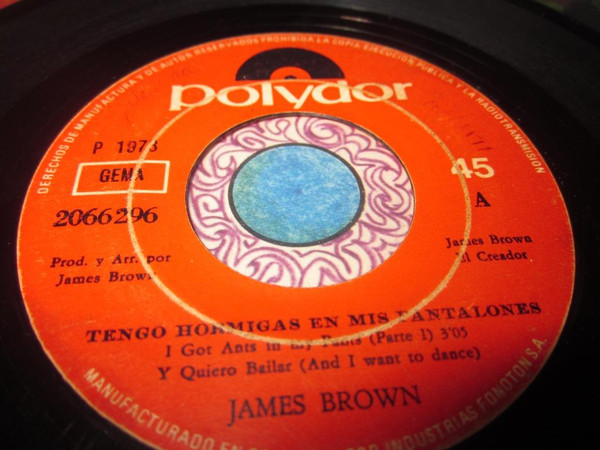 DERECHOS DE MANUFACTURA Y DE AUTOR RESERVADOS PROHIBIDA LA COPIA EJECUCION PUBLICA Y LA RADIOTRANSMISION
polydor
P 1973
GEMA
45
A
2066296
Prod. y Arr. por
James Brown
James Brown
El Creador
TENGO HORMIGAS EN MIS PANTALONES
I Got Ants in my Pants (Parte I) 3'05
Y Quiero Bailar (And I want to dance)
JAMES BROWN
MANUFACTURADO EN POR INDUSTRIAS FONOTON S.A.